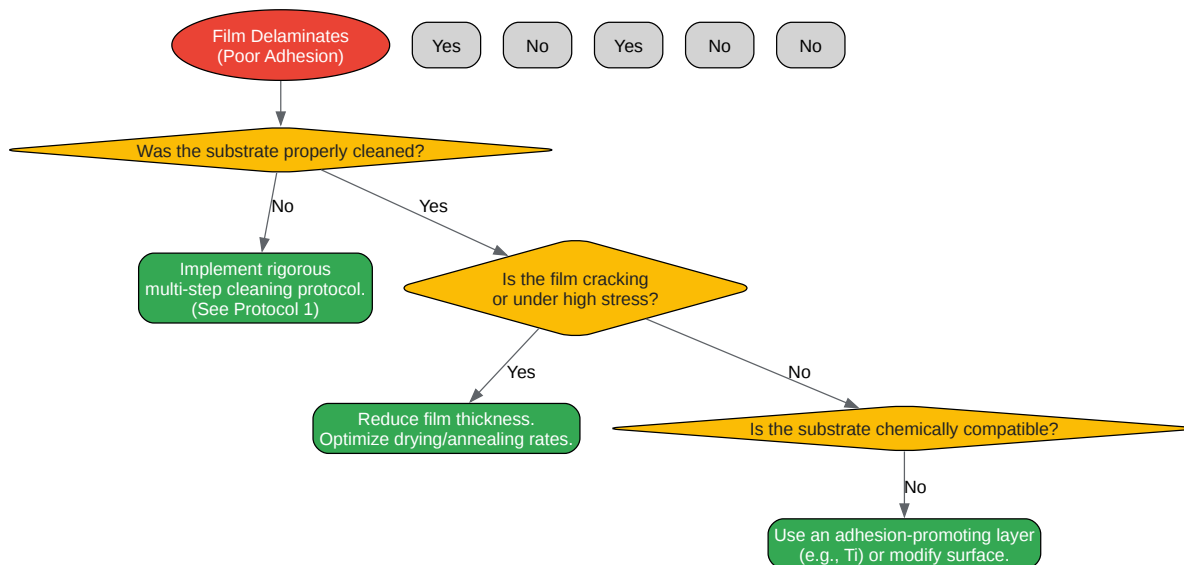 Film Delaminates
(Poor Adhesion)
Yes
No
Yes
No
No
Was the substrate properly cleaned?
No
Yes
Implement rigorous
multi-step cleaning protocol.
(See Protocol 1)
Is the film cracking
or under high stress?
Yes
No
Reduce film thickness.
Optimize drying/annealing rates.
Is the substrate chemically compatible?
No
Use an adhesion-promoting layer
(e.g., Ti) or modify surface.